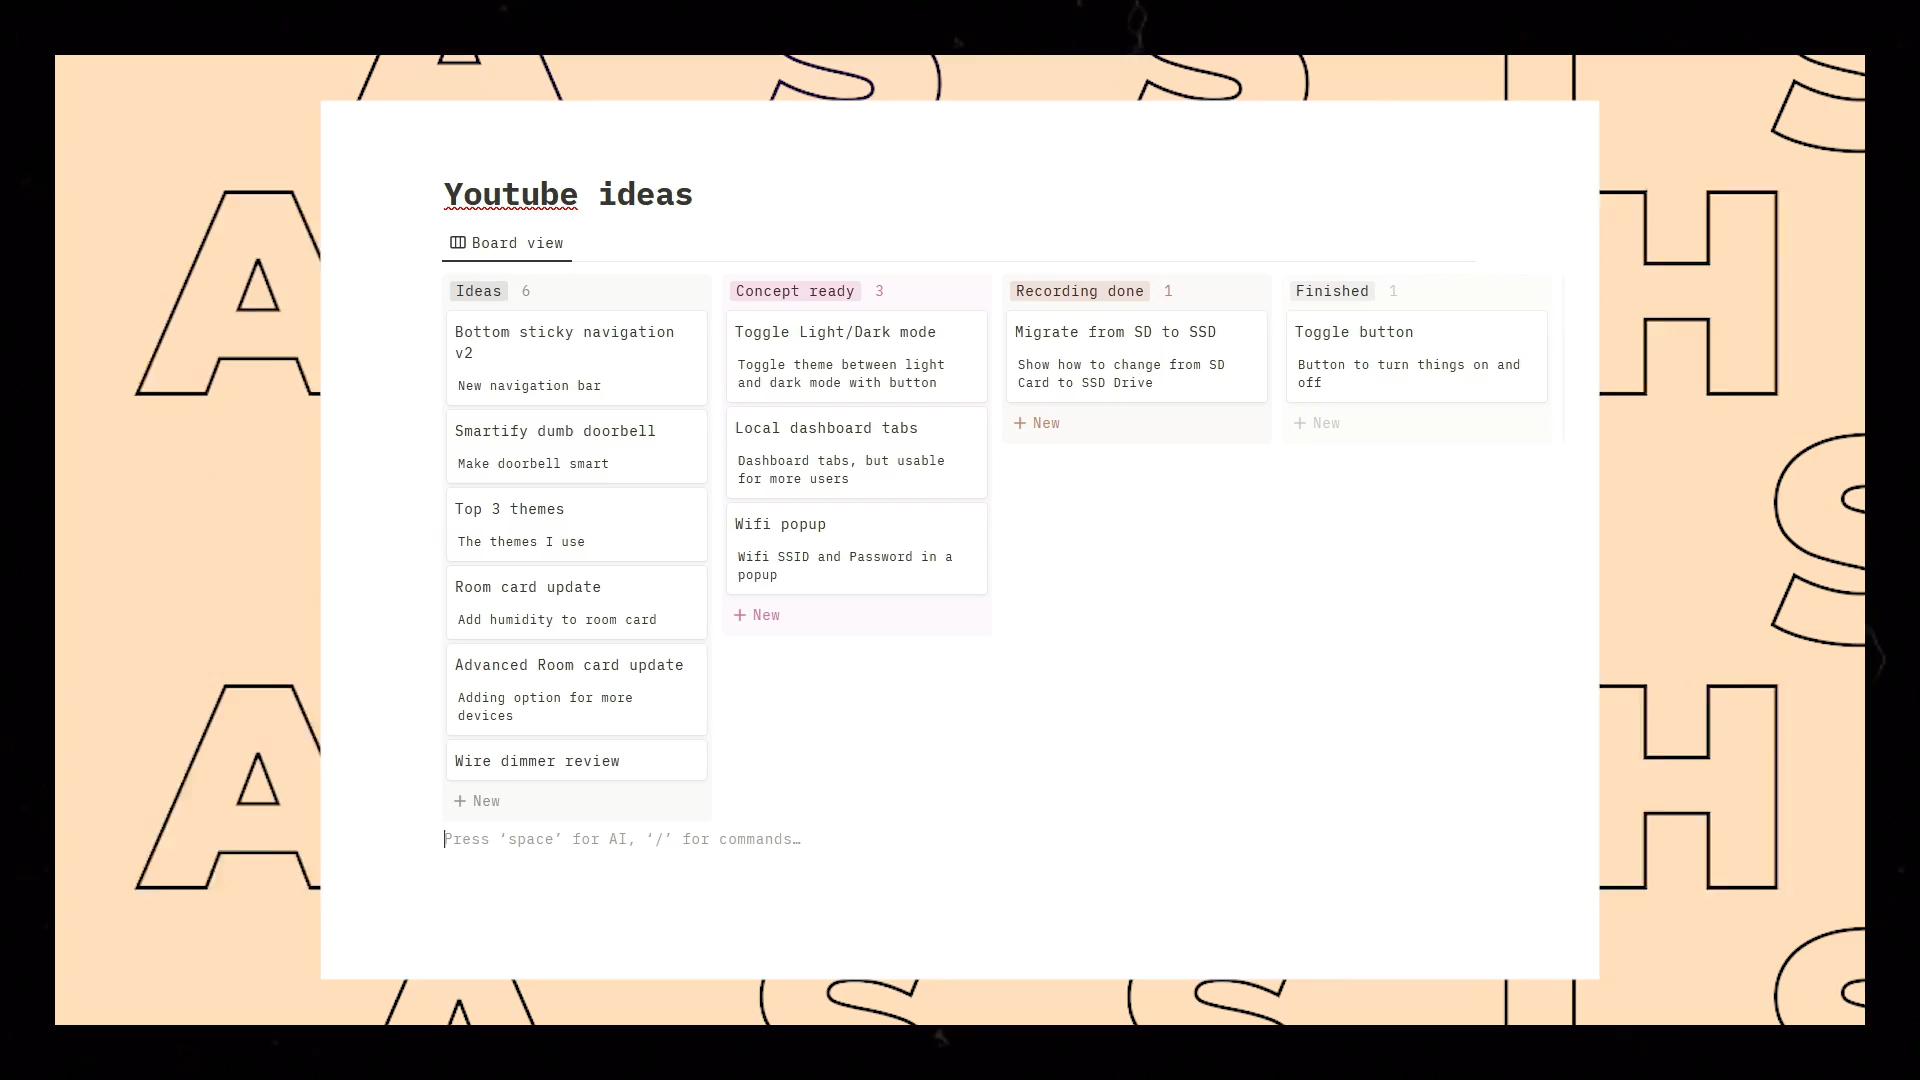 Youtube ideas
Board view
Ideas 6
Bottom sticky navigation
v2
New navigation bar
Smartify dumb doorbell
Make doorbell smart
Top 3 themes
The themes I use
Room card update
Add humidity to room card
Advanced Room card update
Adding option for more
devices
Wire dimmer review
+ New
Concept ready 3
Toggle Light/Dark mode
Toggle theme between light
and dark mode with button
Local dashboard tabs
Dashboard tabs, but usable
for more users
Wifi popup
Wifi SSID and Password in a
popup
+ New
Recording done 1
Migrate from SD to SSD
Show how to change from SD
Card to SSD Drive
+ New
Finished 1
Toggle button
Button to turn things on and
off
+ New
Press ‘space’ for AI, ‘/’ for commands…
A
H
S
A
H
A S S I S
A S S I S